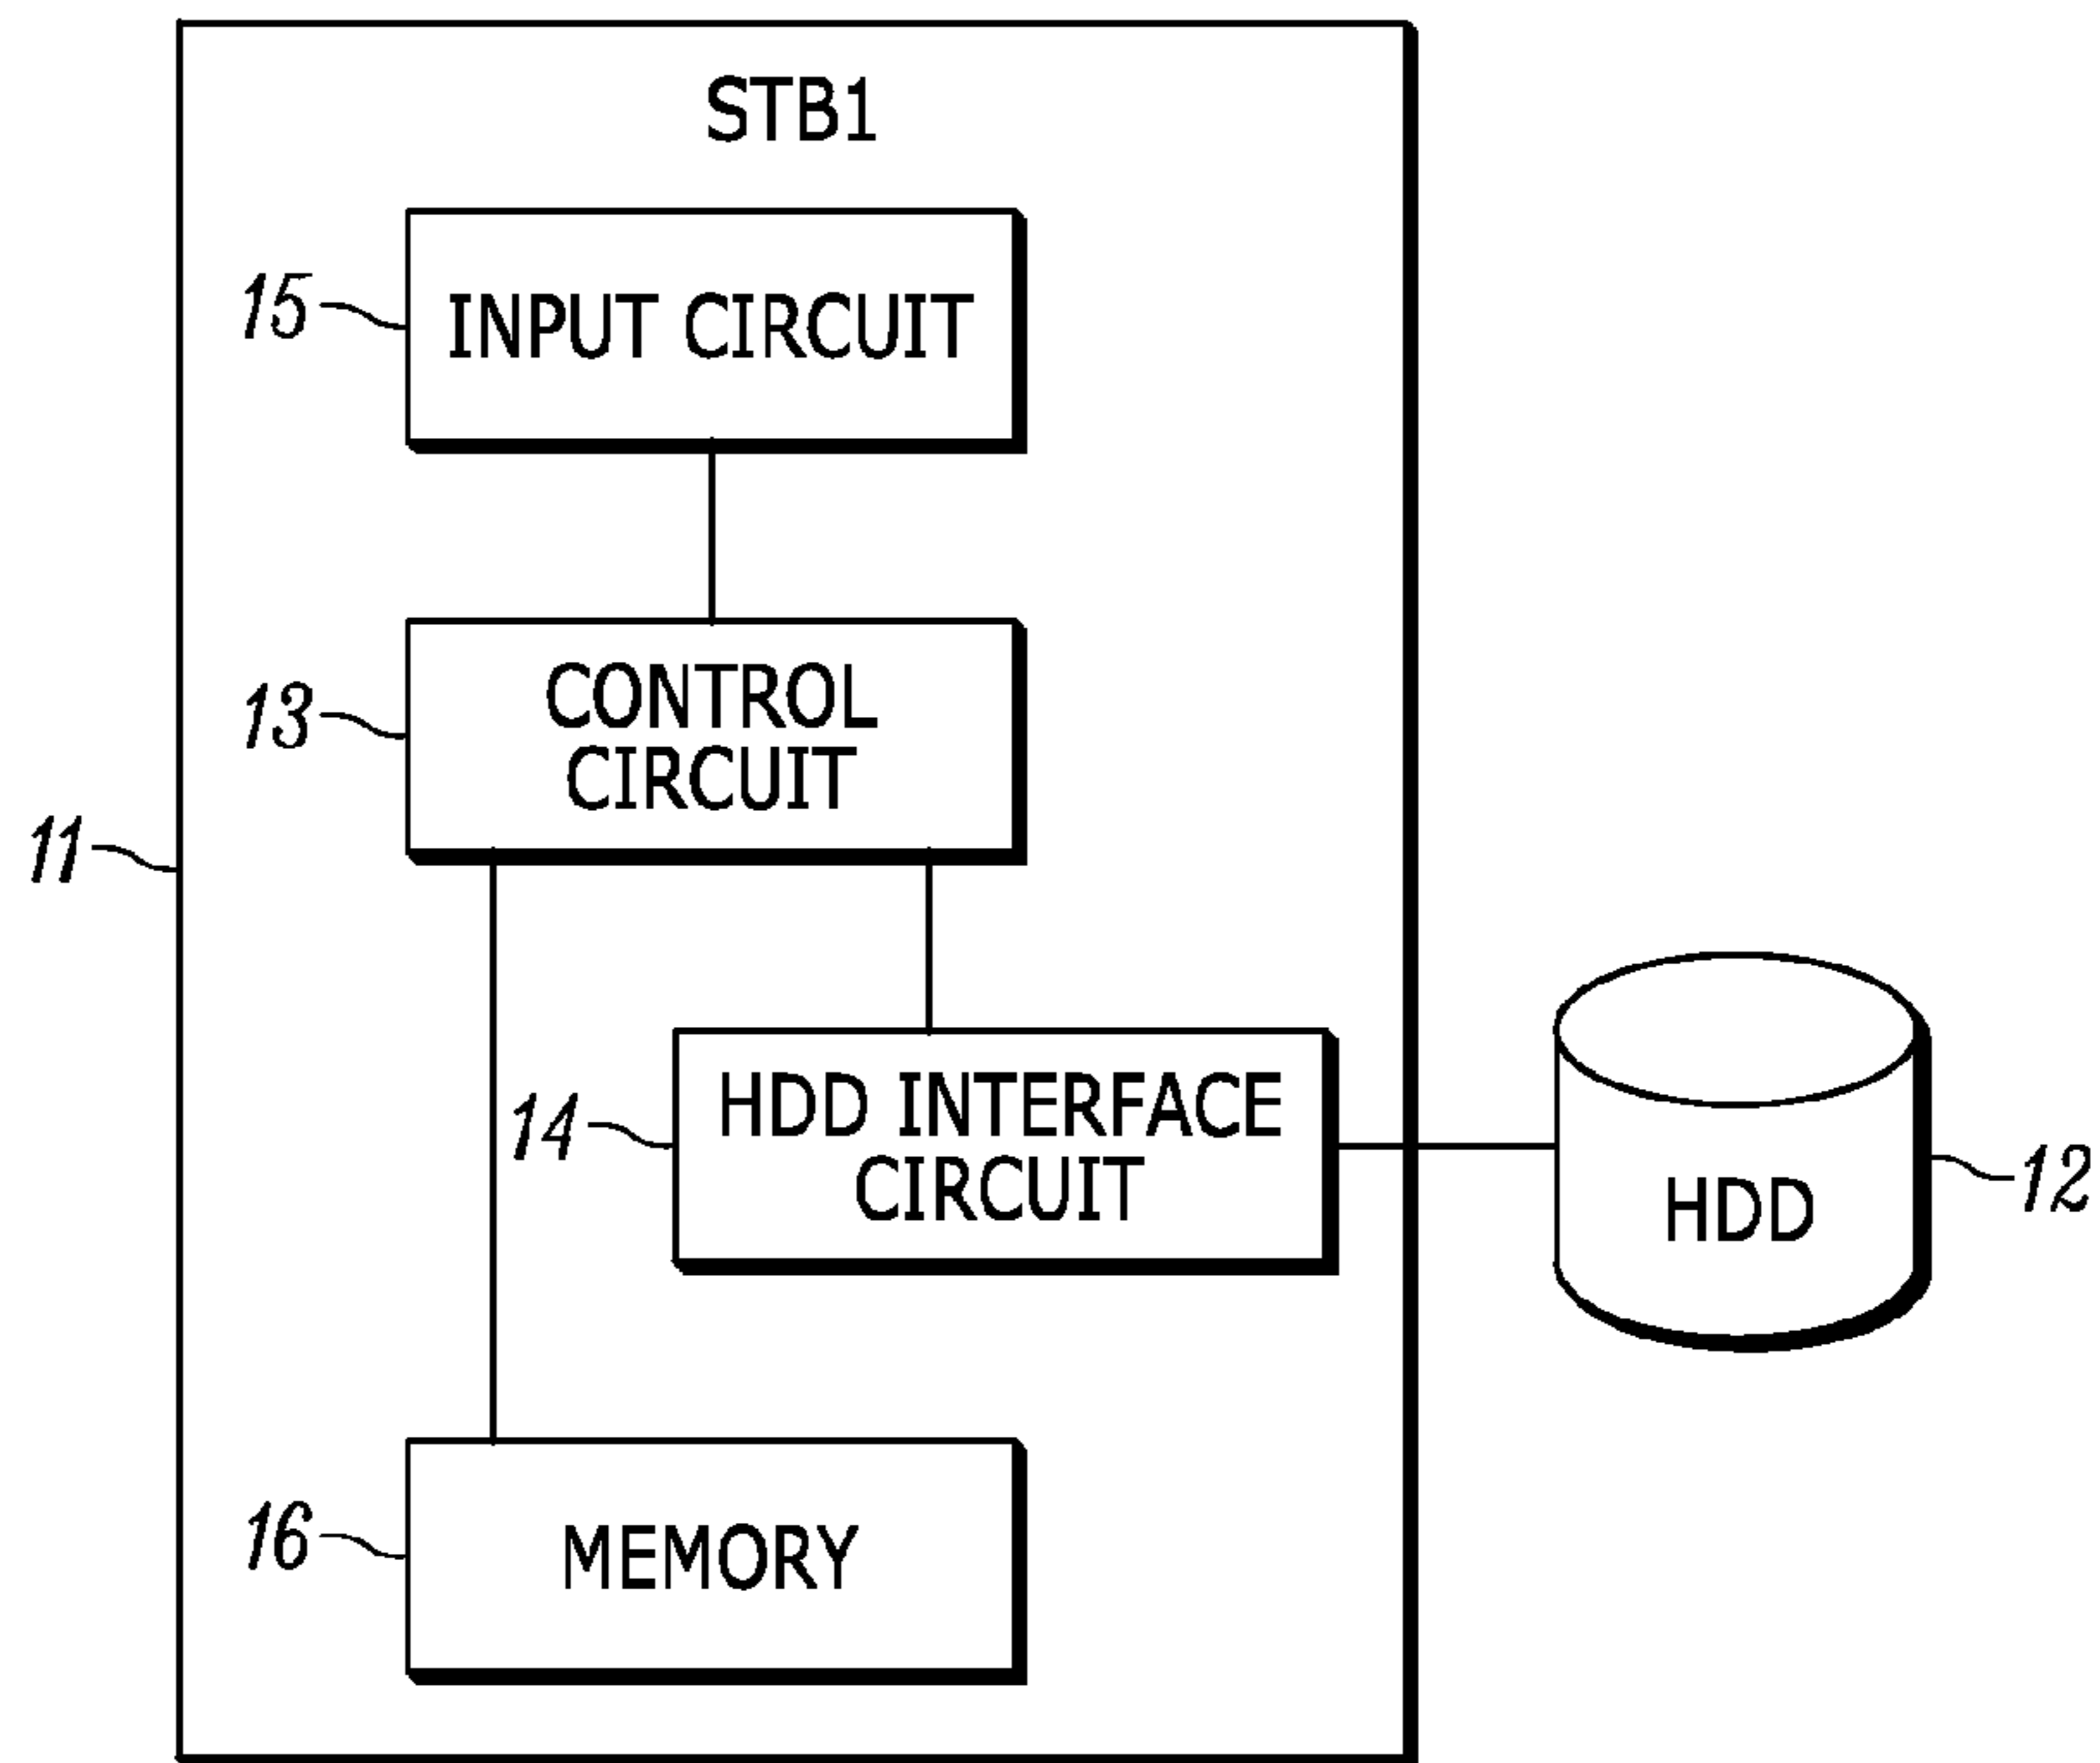 STB1
15
INPUT CIRCUIT
13
CONTROL
CIRCUIT
11
14
HDD INTERFACE
CIRCUIT
12
HDD
16
MEMORY